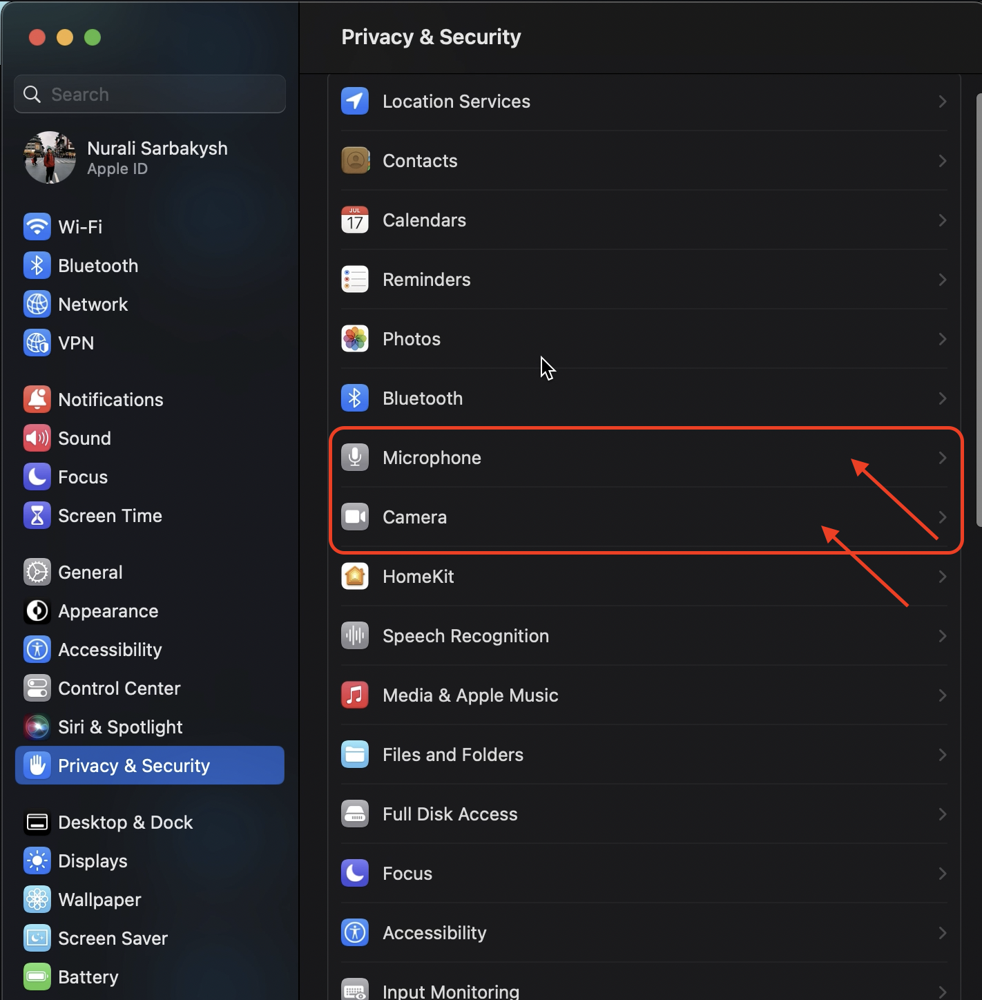 Privacy & Security
Search
Nurali Sarbakysh
Apple ID
Wi-Fi
Bluetooth
Network
VPN
Notifications
Sound
Focus
Screen Time
General
Appearance
Accessibility
Control Center
Siri & Spotlight
Privacy & Security
Desktop & Dock
Displays
Wallpaper
Screen Saver
Battery
Location Services
Contacts
JUL
17
Calendars
Reminders
Photos
Bluetooth
Microphone
Camera
HomeKit
Speech Recognition
Media & Apple Music
Files and Folders
Full Disk Access
Focus
Accessibility
Input Monitoring